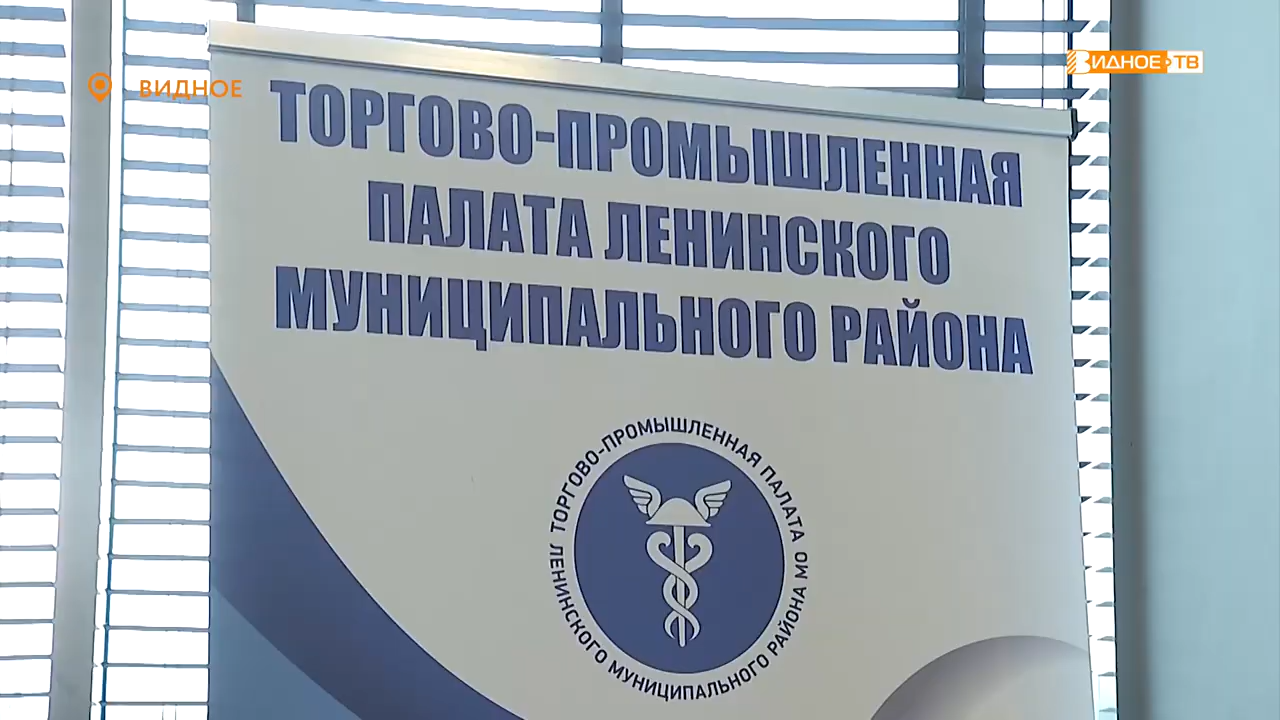 ВИДНОЕ
ВИДНОЕ ТВ
ТОРГОВО-ПРОМЫШЛЕННАЯ
ПАЛАТА ЛЕНИНСКОГО
МУНИЦИПАЛЬНОГО РАЙОНА
ТОРГОВО-ПРОМЫШЛЕННАЯ ПАЛАТА
ЛЕНИНСКОГО МУНИЦИПАЛЬНОГО РАЙОНА МО